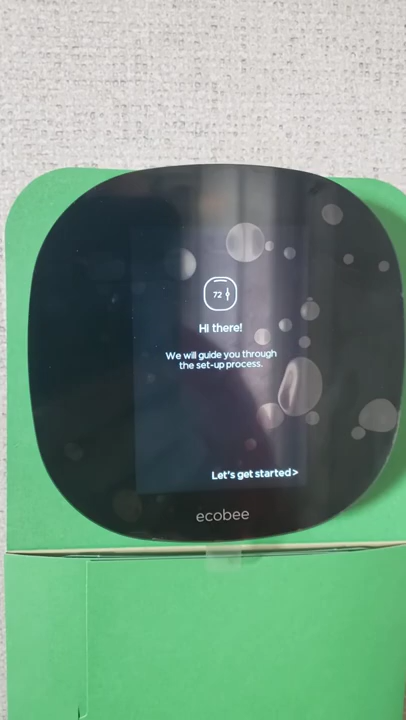 72
Hi there!
We will guide you through
the set-up process.
Let's get started >
ecobee